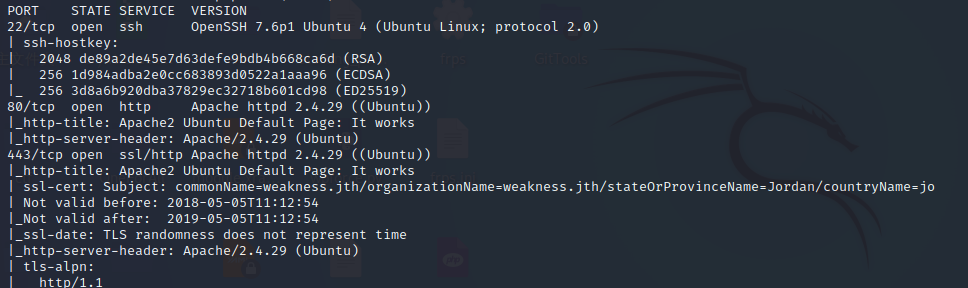 PORT    STATE SERVICE  VERSION
22/tcp  open  ssh      OpenSSH 7.6p1 Ubuntu 4 (Ubuntu Linux; protocol 2.0)
| ssh-hostkey:
|   2048 de89a2de45e7d63defe9bdb4b668ca6d (RSA)
|   256 1d984adba2e0cc683893d0522a1aaa96 (ECDSA)
|_  256 3d8a6b920dba37829ec32718b601cd98 (ED25519)
80/tcp  open  http     Apache httpd 2.4.29 ((Ubuntu))
|_http-title: Apache2 Ubuntu Default Page: It works
|_http-server-header: Apache/2.4.29 (Ubuntu)
443/tcp open  ssl/http Apache httpd 2.4.29 ((Ubuntu))
|_http-title: Apache2 Ubuntu Default Page: It works
| ssl-cert: Subject: commonName=weakness.jth/organizationName=weakness.jth/stateOrProvinceName=Jordan/countryName=jo
| Not valid before: 2018-05-05T11:12:54
|_Not valid after:  2019-05-05T11:12:54
|_ssl-date: TLS randomness does not represent time
|_http-server-header: Apache/2.4.29 (Ubuntu)
| tls-alpn:
|   http/1.1